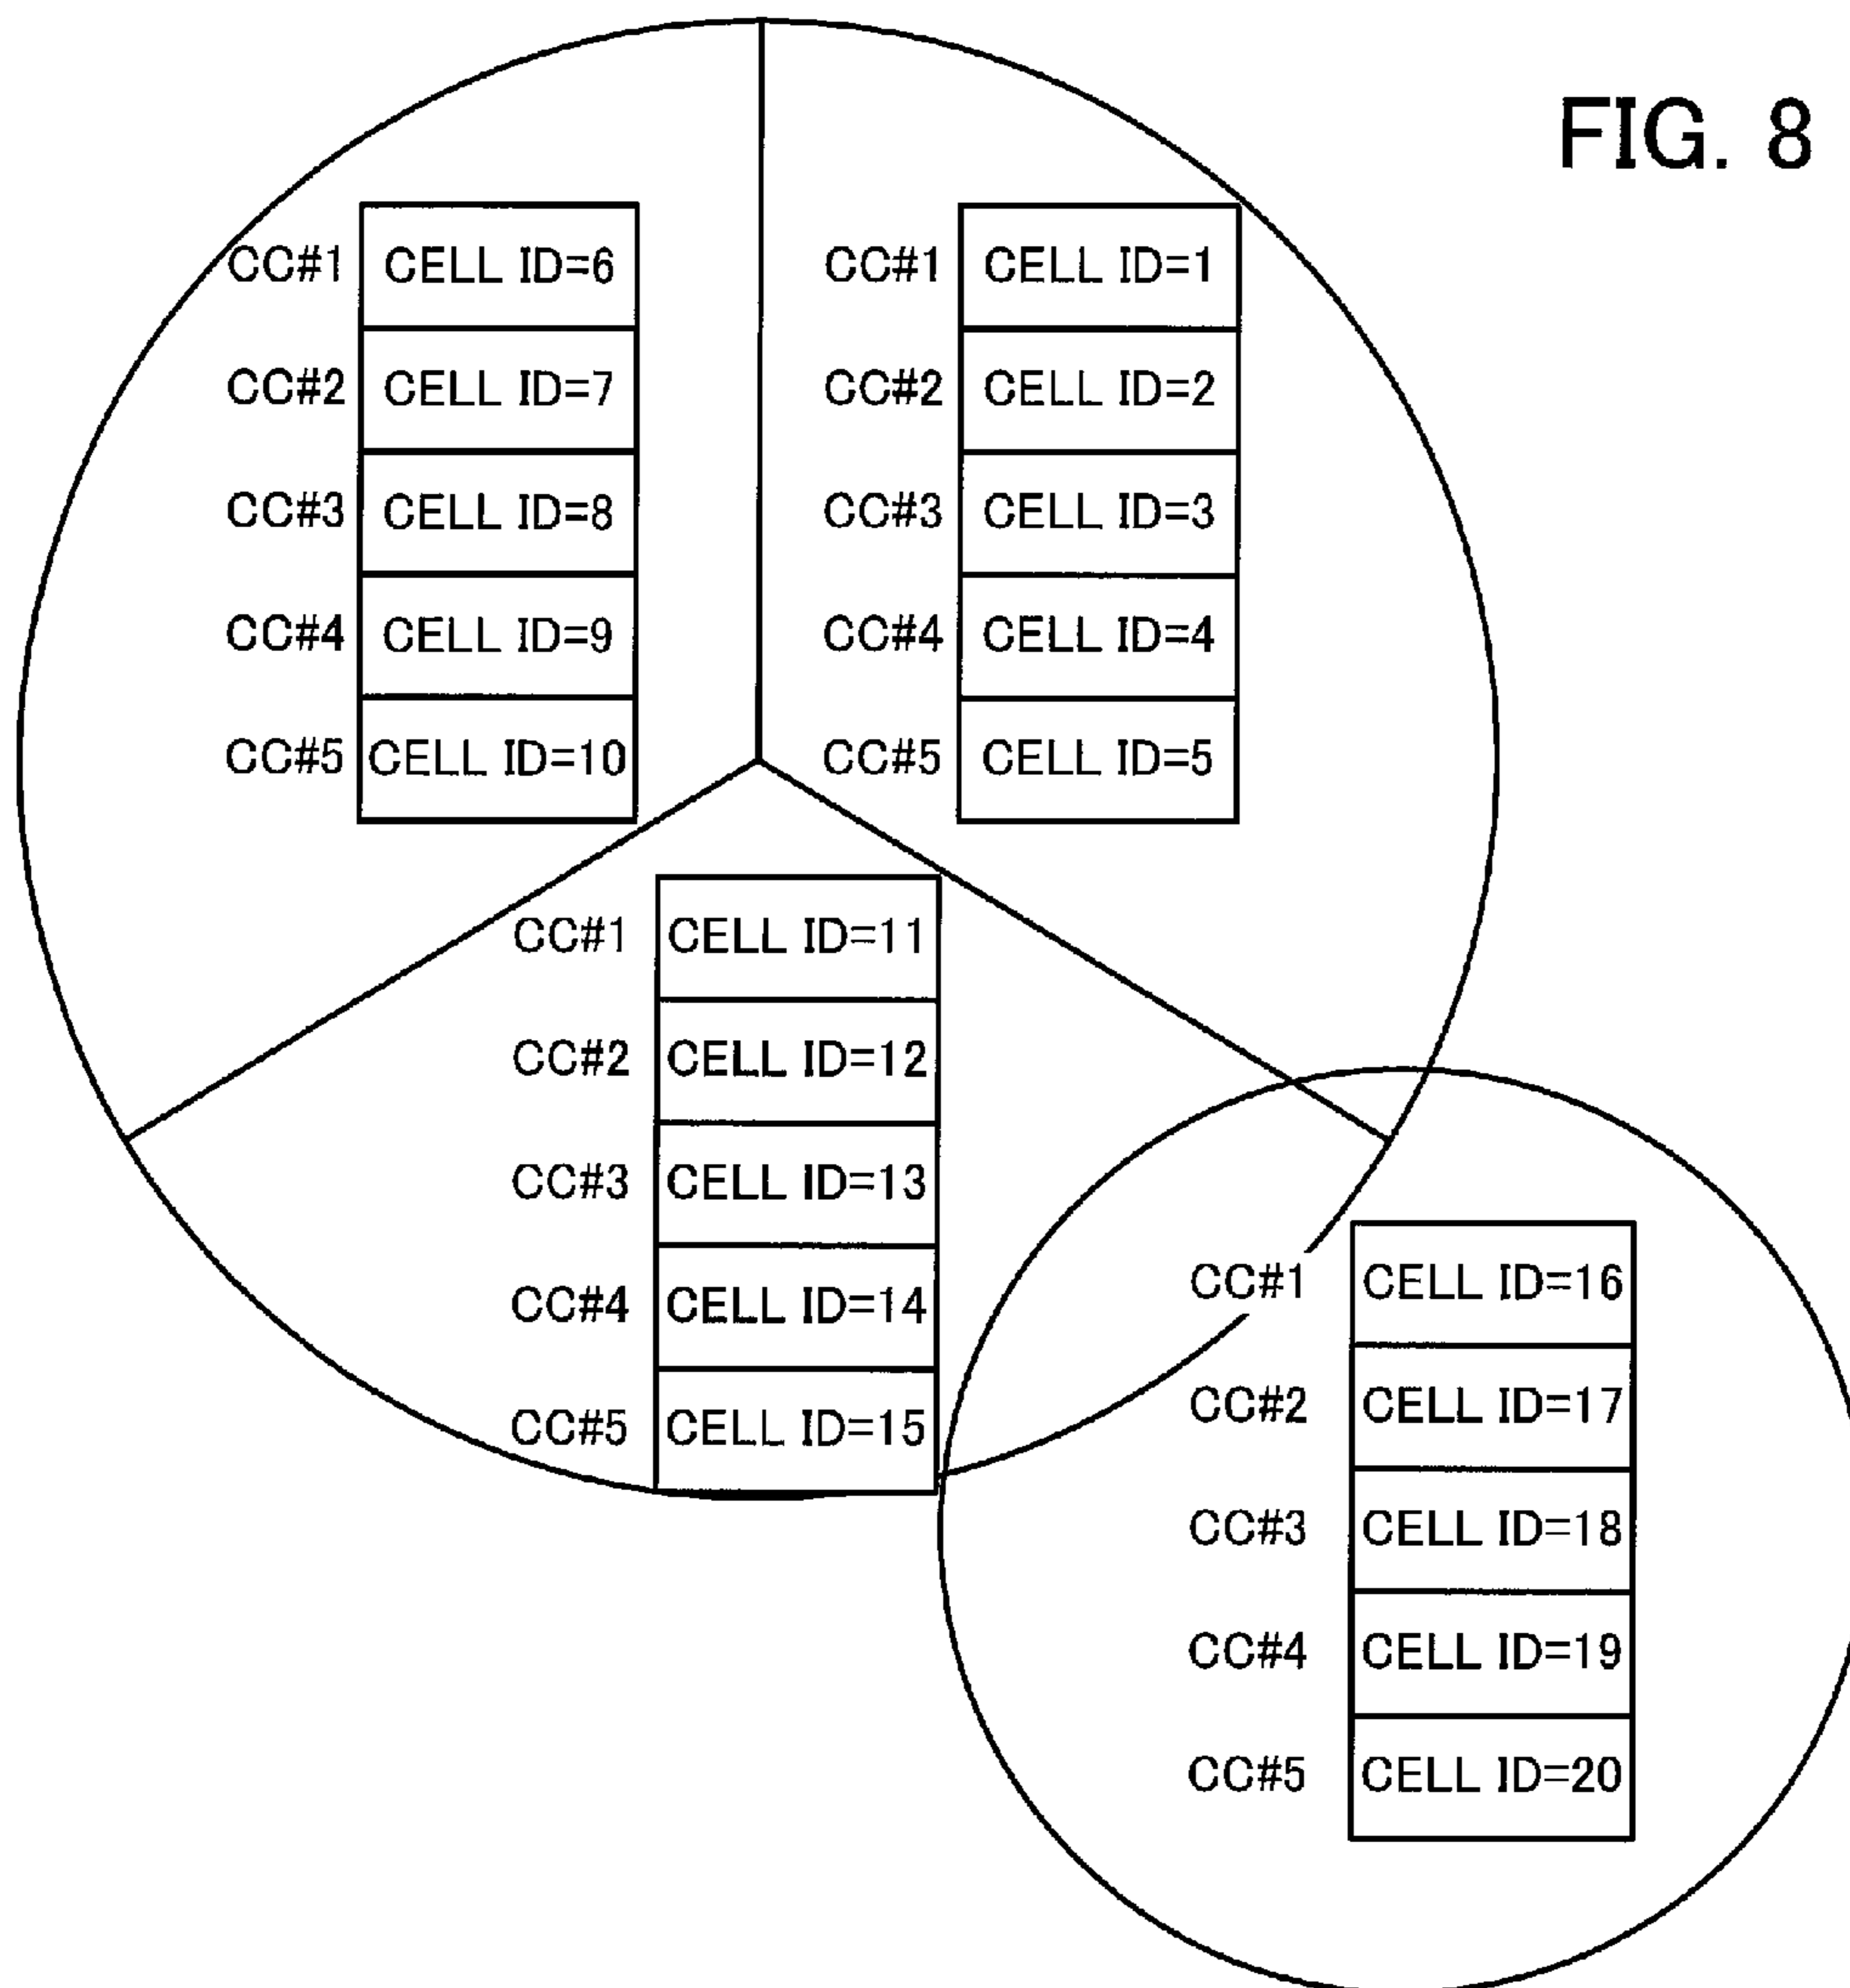 FIG. 8
CC#1 CELL ID=6
CC#2 CELL ID=7
CC#3 CELL ID=8
CC#4 CELL ID=9
CC#5 CELL ID=10
CC#1 CELL ID=1
CC#2 CELL ID=2
CC#3 CELL ID=3
CC#4 CELL ID=4
CC#5 CELL ID=5
CC#1 CELL ID=11
CC#2 CELL ID=12
CC#3 CELL ID=13
CC#4 CELL ID=14
CC#5 CELL ID=15
CC#1 CELL ID=16
CC#2 CELL ID=17
CC#3 CELL ID=18
CC#4 CELL ID=19
CC#5 CELL ID=20